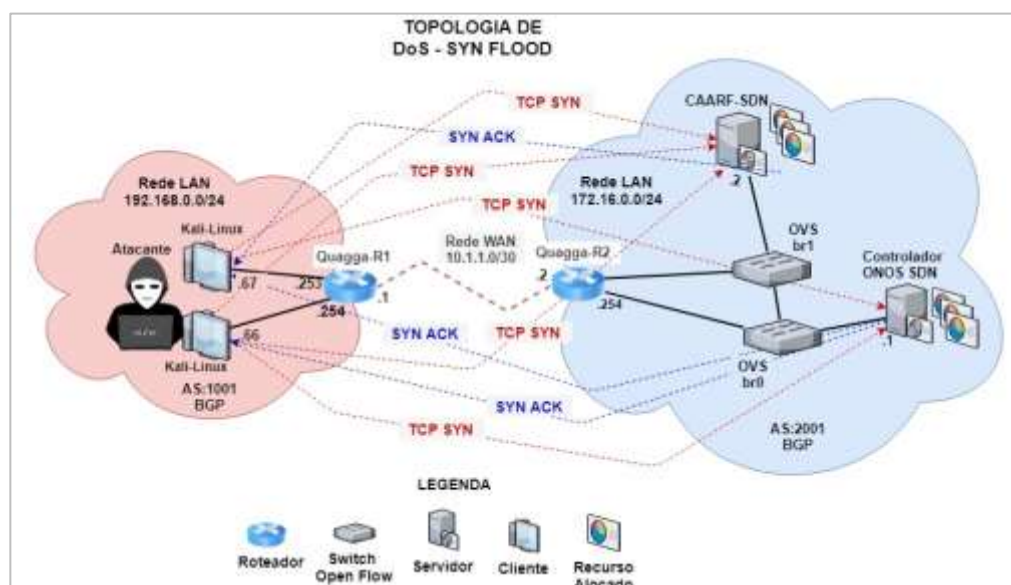 TOPOLOGIA DE
DoS - SYN FLOOD
TCP SYN
CAARF-SDN
SYN ACK
Rede LAN
192.168.0.0/24
TCP SYN
Rede LAN
172.16.0.0/24
.2
TCP SYN
Kali-Linux
Atacante
Rede WAN
10.1.1.0/30
OVS
br1
Quagga-R1
Quagga-R2
Controlador
ONOS SDN
.67
.253
.1
.2
.254
.254
.66
SYN ACK
TCP SYN
.1
Kali-Linux
OVS
br0
AS:1001
BGP
SYN ACK
TCP SYN
AS:2001
BGP
LEGENDA
Roteador
Switch
Open Flow
Servidor
Cliente
Recurso
Alocado